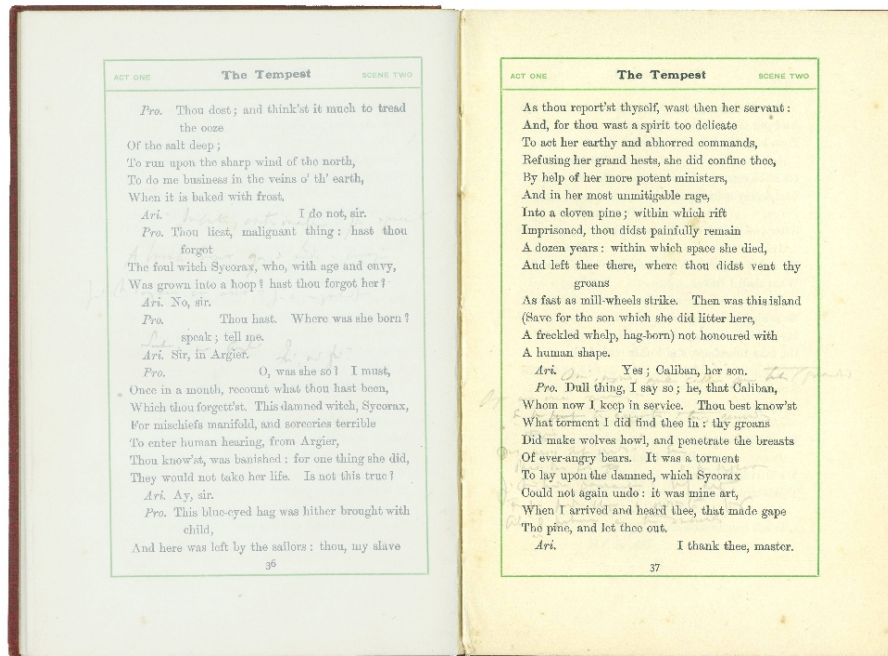 ACT ONE The Tempest SCENE TWO
Pro. Thou dost; and think'st it much to tread
the ooze
Of the salt deep;
To run upon the sharp wind of the north,
To do me business in the veins o' th' earth,
When it is baked with frost.
Ari. I do not, sir.
Pro. Thou liest, malignant thing: hast thou
forgot
The foul witch Sycorax, who, with age and envy,
Was grown into a hoop? hast thou forgot her?
Ari. No, sir.
Pro. Thou hast. Where was she born?
speak; tell me.
Ari. Sir, in Argier.
Pro. O, was she so? I must,
Once in a month, recount what thou hast been,
Which thou forgett'st. This damned witch, Sycorax,
For mischiefs manifold, and sorceries terrible
To enter human hearing, from Argier,
Thou know'st, was banished: for one thing she did,
They would not take her life. Is not this true?
Ari. Ay, sir.
Pro. This blue-eyed hag was hither brought with
child,
And here was left by the sailors: thou, my slave
36
ACT ONE The Tempest SCENE TWO
As thou report'st thyself, wast then her servant:
And, for thou wast a spirit too delicate
To act her earthy and abhorred commands,
Refusing her grand hests, she did confine thee,
By help of her more potent ministers,
And in her most unmitigable rage,
Into a cloven pine; within which rift
Imprisoned, thou didst painfully remain
A dozen years: within which space she died,
And left thee there, where thou didst vent thy
groans
As fast as mill-wheels strike. Then was this island
(Save for the son which she did litter here,
A freckled whelp, hag-born) not honoured with
A human shape.
Ari. Yes; Caliban, her son.
Pro. Dull thing, I say so; he, that Caliban,
Whom now I keep in service. Thou best know'st
What torment I did find thee in: thy groans
Did make wolves howl, and penetrate the breasts
Of ever-angry bears. It was a torment
To lay upon the damned, which Sycorax
Could not again undo: it was mine art,
When I arrived and heard thee, that made gape
The pine, and let thee out.
Ari. I thank thee, master.
37